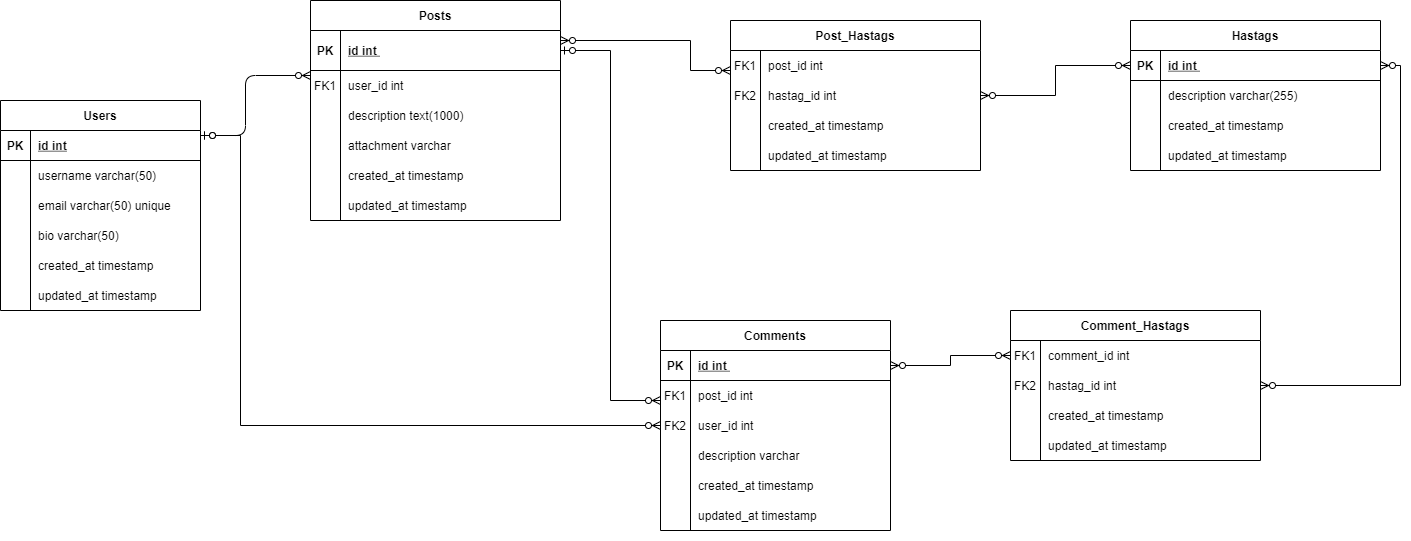 Users
PK id int
username varchar(50)
email varchar(50) unique
bio varchar(50)
created_at timestamp
updated_at timestamp
Posts
PK id int
FK1 user_id int
description text(1000)
attachment varchar
created_at timestamp
updated_at timestamp
Post_Hastags
FK1 post_id int
FK2 hastag_id int
created_at timestamp
updated_at timestamp
Hastags
PK id int
description varchar(255)
created_at timestamp
updated_at timestamp
Comments
PK id int
FK1 post_id int
FK2 user_id int
description varchar
created_at timestamp
updated_at timestamp
Comment_Hastags
FK1 comment_id int
FK2 hastag_id int
created_at timestamp
updated_at timestamp